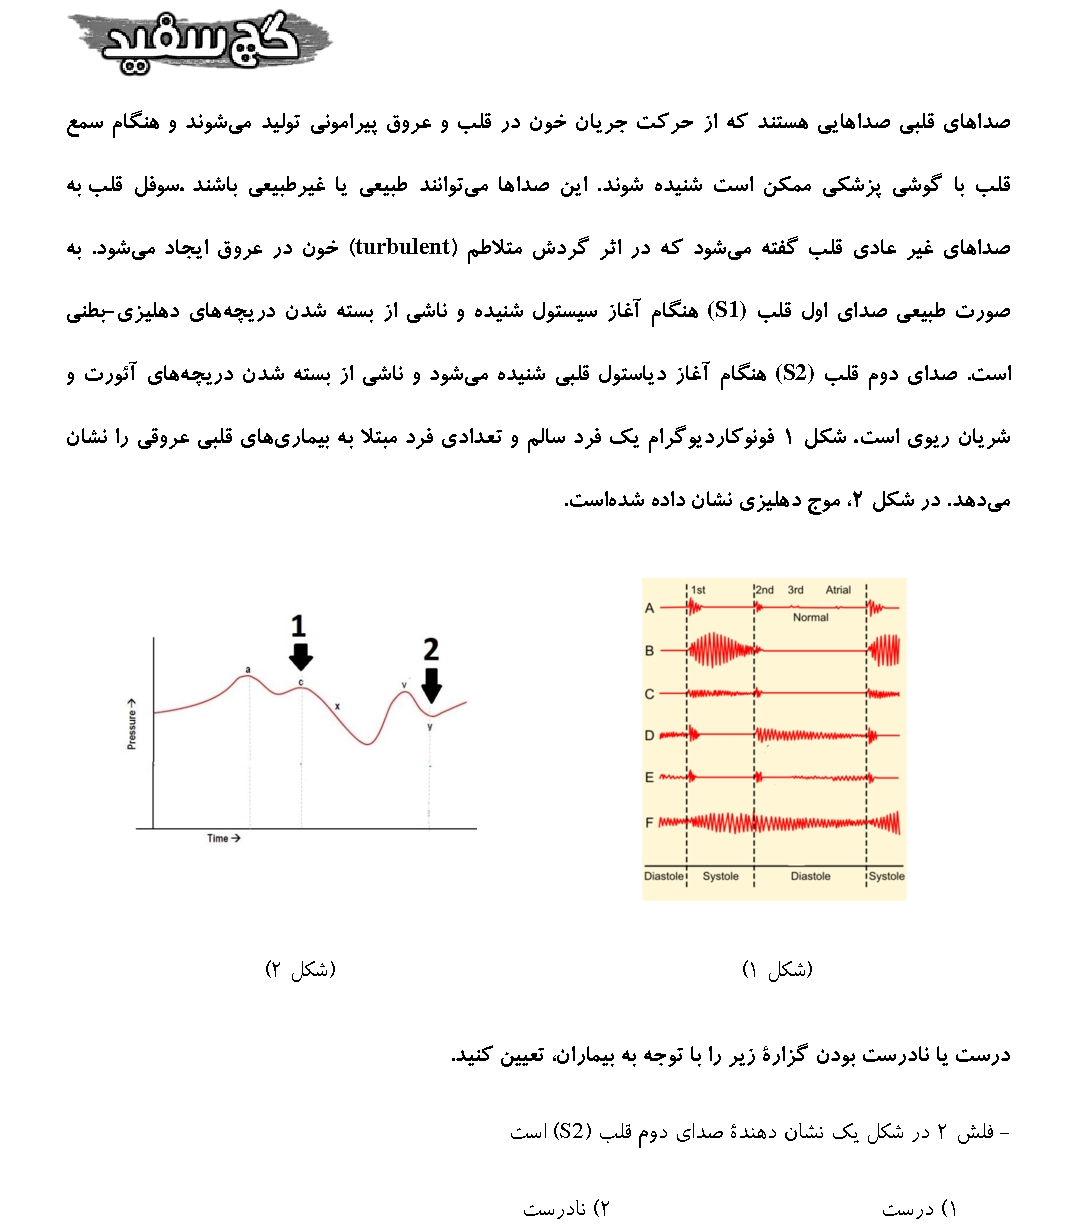 گچ سفید
صداهای قلبی صداهایی هستند که از حرکت جریان خون در قلب و عروق پیرامونی تولید می‌شوند و هنگام سمع
قلب با گوشی پزشکی ممکن است شنیده شوند. این صداها می‌توانند طبیعی یا غیرطبیعی باشند .سوفل قلب به
صداهای غیر عادی قلب گفته می‌شود که در اثر گردش متلاطم (turbulent) خون در عروق ایجاد می‌شود. به
صورت طبیعی صدای اول قلب (S1) هنگام آغاز سیستول شنیده و ناشی از بسته شدن دریچه‌های دهلیزی-بطنی
است. صدای دوم قلب (S2) هنگام آغاز دیاستول قلبی شنیده می‌شود و ناشی از بسته شدن دریچه‌های آئورت و
شریان ریوی است. شکل ۱ فونوکاردیوگرام یک فرد سالم و تعدادی فرد مبتلا به بیماری‌های قلبی عروقی را نشان
می‌دهد. در شکل ۲، موج دهلیزی نشان داده شده‌است.
1st 2nd 3rd Atrial
A
Normal
B
C
D
E
F
Diastole Systole Diastole Systole
1
2
a
c
v
x
y
Pressure →
Time →
(شکل ۱)
(شکل ۲)
درست یا نادرست بودن گزارهٔ زیر را با توجه به بیماران، تعیین کنید.
- فلش ۲ در شکل یک نشان دهندهٔ صدای دوم قلب (S2) است
۱) درست ۲) نادرست